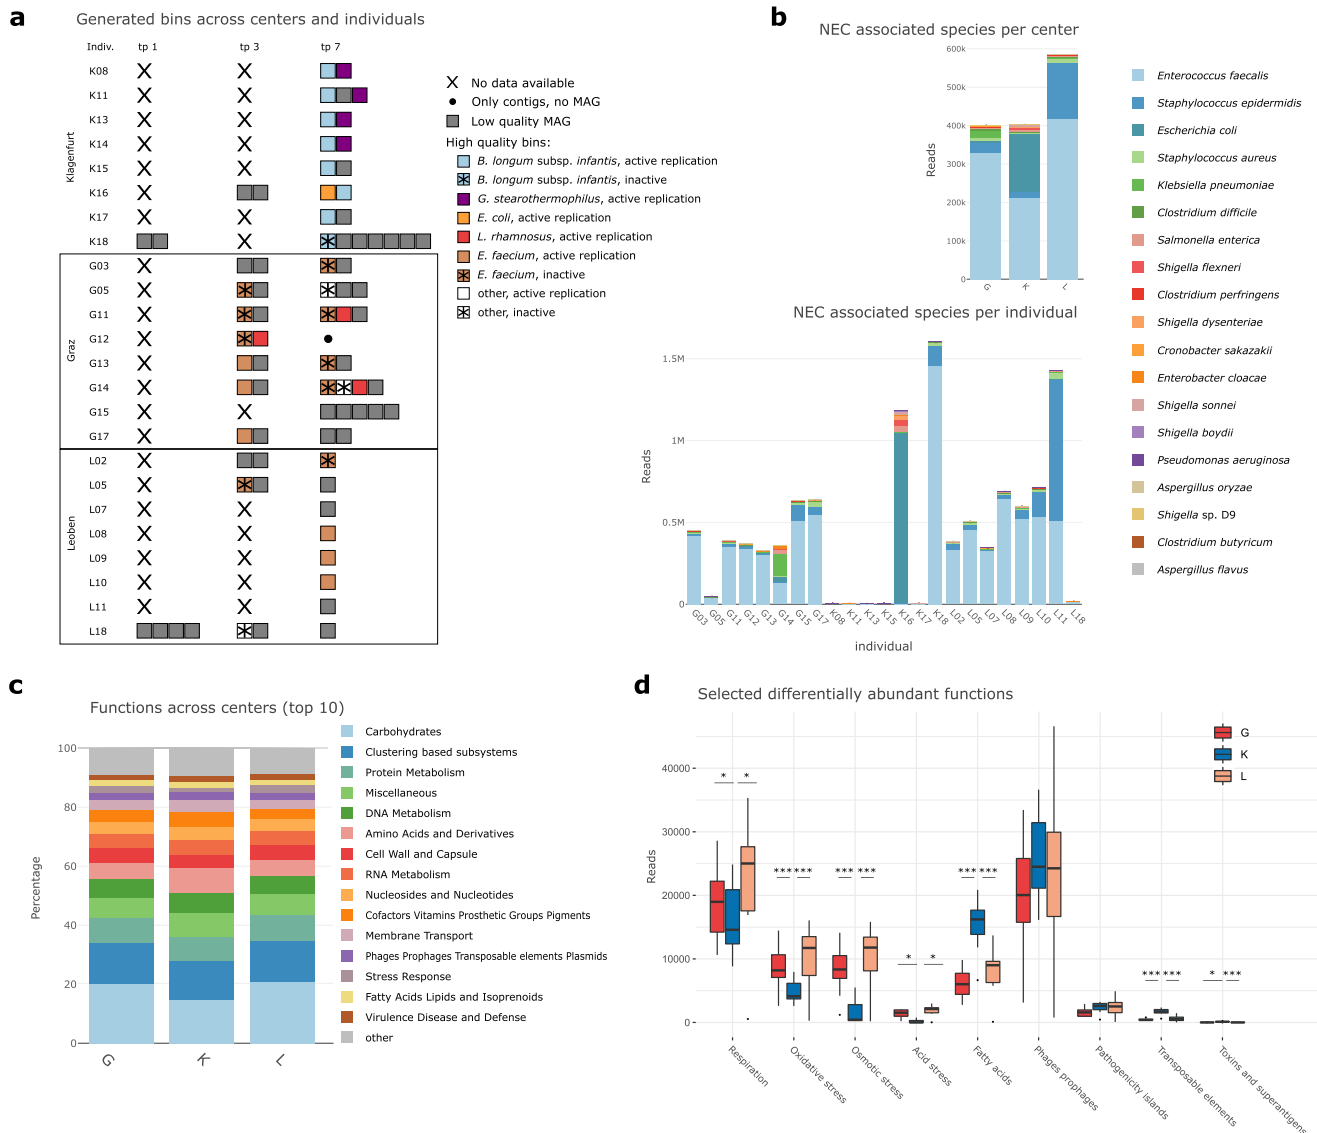 a
Generated bins across centers and individuals
Indiv. tp 1 tp 3 tp 7
Klagenfurt
K08
K11
K13
K14
K15
K16
K17
K18
Graz
G03
G05
G11
G12
G13
G14
G15
G17
Leoben
L02
L05
L07
L08
L09
L10
L11
L18
No data available
Only contigs, no MAG
Low quality MAG
High quality bins:
B. longum subsp. infantis, active replication
B. longum subsp. infantis, inactive
G. stearothermophilus, active replication
E. coli, active replication
L. rhamnosus, active replication
E. faecium, active replication
E. faecium, inactive
other, active replication
other, inactive
b
NEC associated species per center
Reads
600k
500k
400k
300k
200k
100k
0
G K L
NEC associated species per individual
Reads
1.5M
1M
0.5M
0
G03 G05 G11 G12 G13 G14 G15 G17 K08 K11 K13 K15 K16 K17 K18 L02 L05 L07 L08 L09 L10 L11 L18
individual
Enterococcus faecalis
Staphylococcus epidermidis
Escherichia coli
Staphylococcus aureus
Klebsiella pneumoniae
Clostridium difficile
Salmonella enterica
Shigella flexneri
Clostridium perfringens
Shigella dysenteriae
Cronobacter sakazakii
Enterobacter cloacae
Shigella sonnei
Shigella boydii
Pseudomonas aeruginosa
Aspergillus oryzae
Shigella sp. D9
Clostridium butyricum
Aspergillus flavus
c
Functions across centers (top 10)
Percentage
100
80
60
40
20
0
G K L
Carbohydrates
Clustering based subsystems
Protein Metabolism
Miscellaneous
DNA Metabolism
Amino Acids and Derivatives
Cell Wall and Capsule
RNA Metabolism
Nucleosides and Nucleotides
Cofactors Vitamins Prosthetic Groups Pigments
Membrane Transport
Phages Prophages Transposable elements Plasmids
Stress Response
Fatty Acids Lipids and Isoprenoids
Virulence Disease and Defense
other
d
Selected differentially abundant functions
Reads
40000
30000
20000
10000
0
G
K
L
* *
*** ***
*** ***
* *
*** ***
*** ***
* ***
Respiration
Oxidative stress
Osmotic stress
Acid stress
Fatty acids
Phages prophages
Pathogenicity islands
Transposable elements
Toxins and superantigens